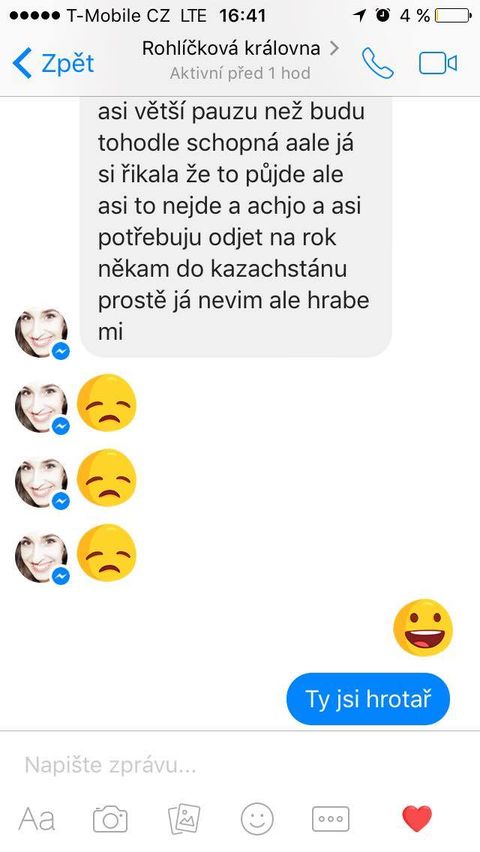 T-Mobile CZ LTE 16:41 4 %
Zpět
Rohlíčková královna
Aktivní před 1 hod
asi větší pauzu než budu
tohodle schopná aale já
si řikala že to půjde ale
asi to nejde a achjo a asi
potřebuju odjet na rok
někam do kazachstánu
prostě já nevim ale hrabe
mi
Ty jsi hrotař
Napište zprávu...
Aa